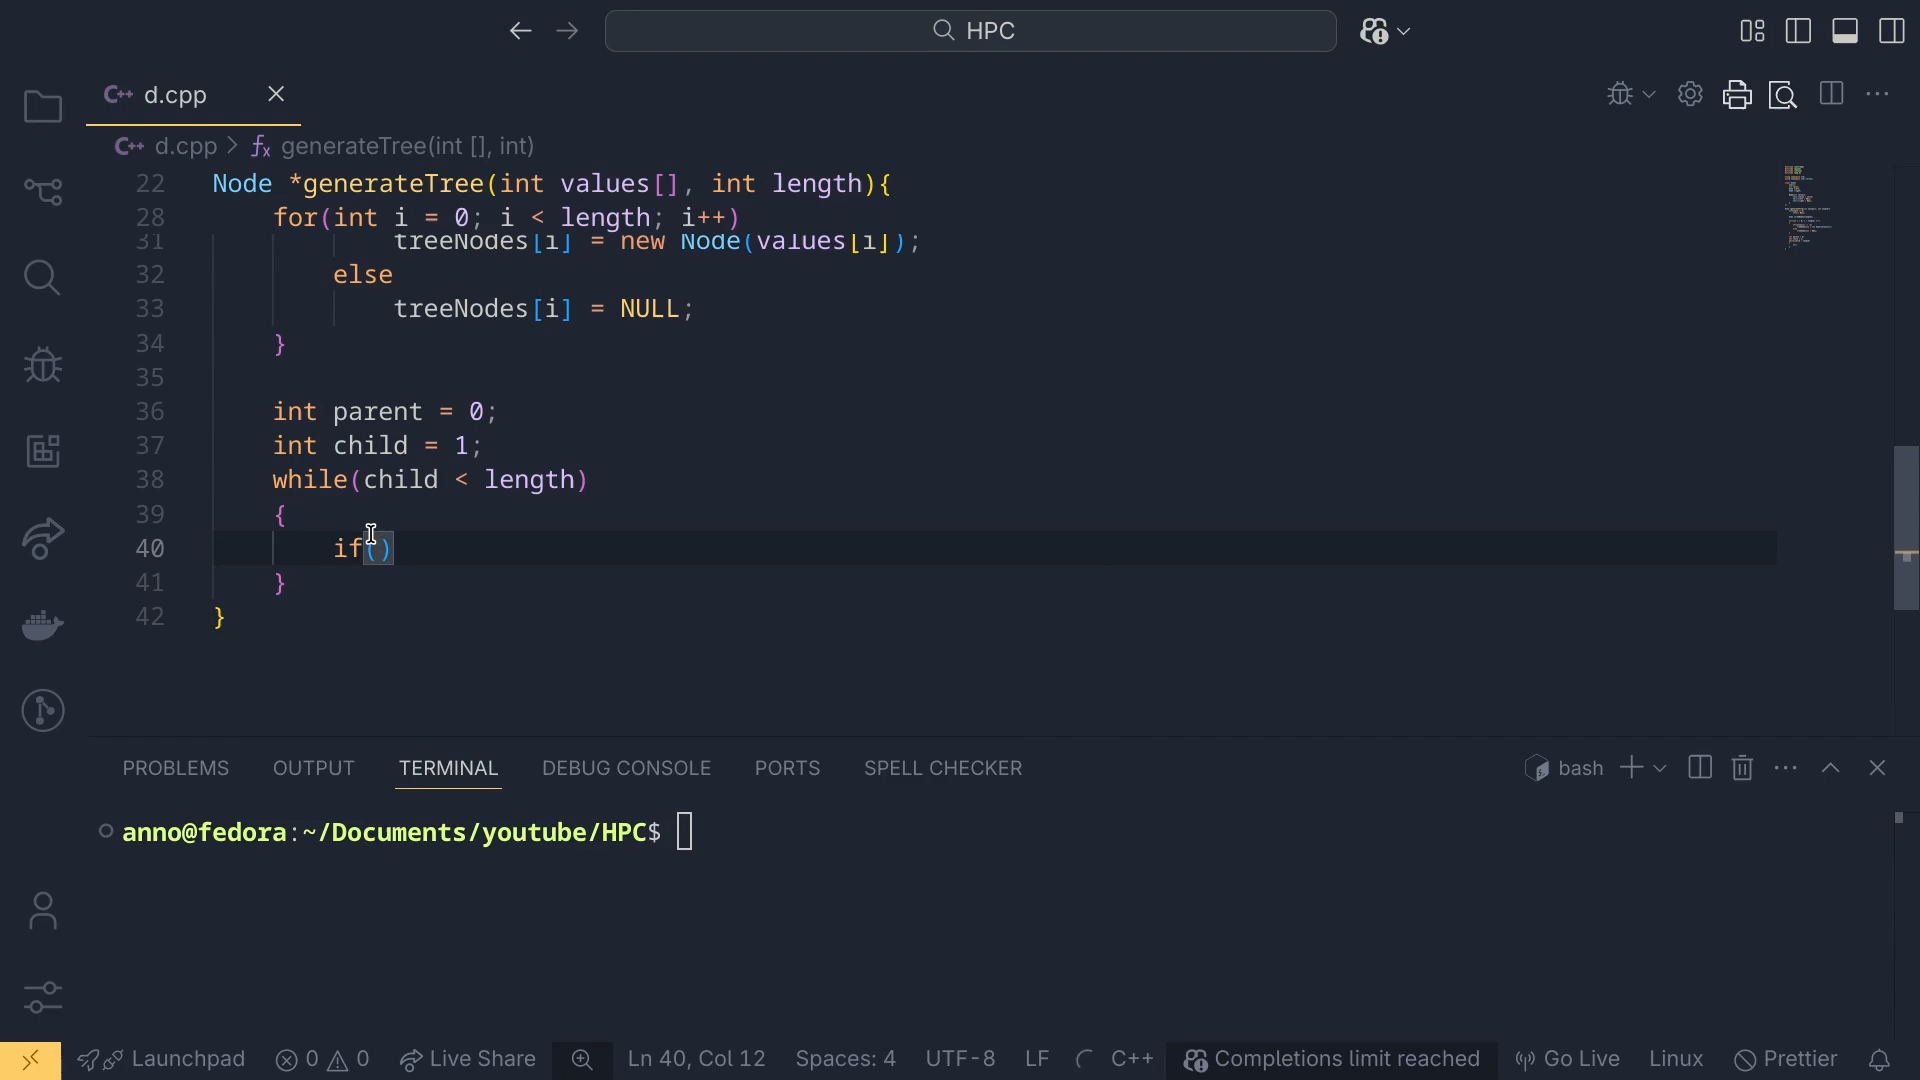 HPC
C++ d.cpp
C++ d.cpp > fx generateTree(int [], int)
22 Node *generateTree(int values[], int length){
28 for(int i = 0; i < length; i++)
31 treeNodes[i] = new Node(values[i]);
32 else
33 treeNodes[i] = NULL;
34 }
35
36 int parent = 0;
37 int child = 1;
38 while(child < length)
39 {
40 if()
41 }
42 }
PROBLEMS OUTPUT TERMINAL DEBUG CONSOLE PORTS SPELL CHECKER bash
anno@fedora:~/Documents/youtube/HPC$
Launchpad 0 0 Live Share Ln 40, Col 12 Spaces: 4 UTF-8 LF C++ Completions limit reached Go Live Linux Prettier